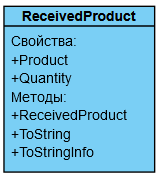 ReceivedProduct
Свойства:
+Product
+Quantity
Методы:
+ReceivedProduct
+ToString
+ToStringInfo